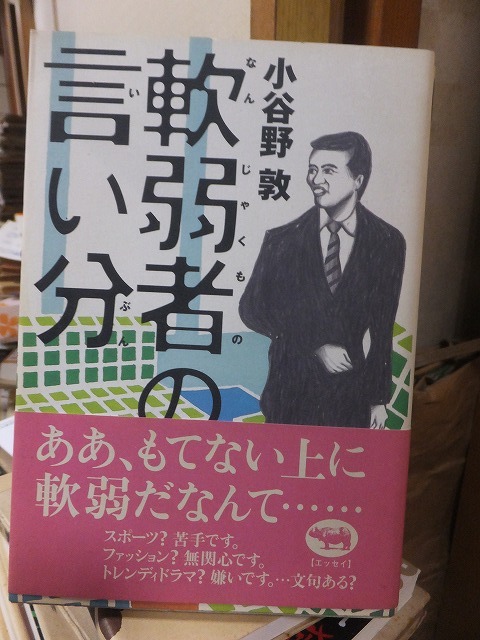 小谷野 敦
軟弱者の
なんじゃくもの
言い分
いぶん
ああ、もてない上に
軟弱だなんて……
スポーツ? 苦手です。
ファッション? 無関心です。
トレンディドラマ? 嫌いです。…文句ある?
【エッセイ】